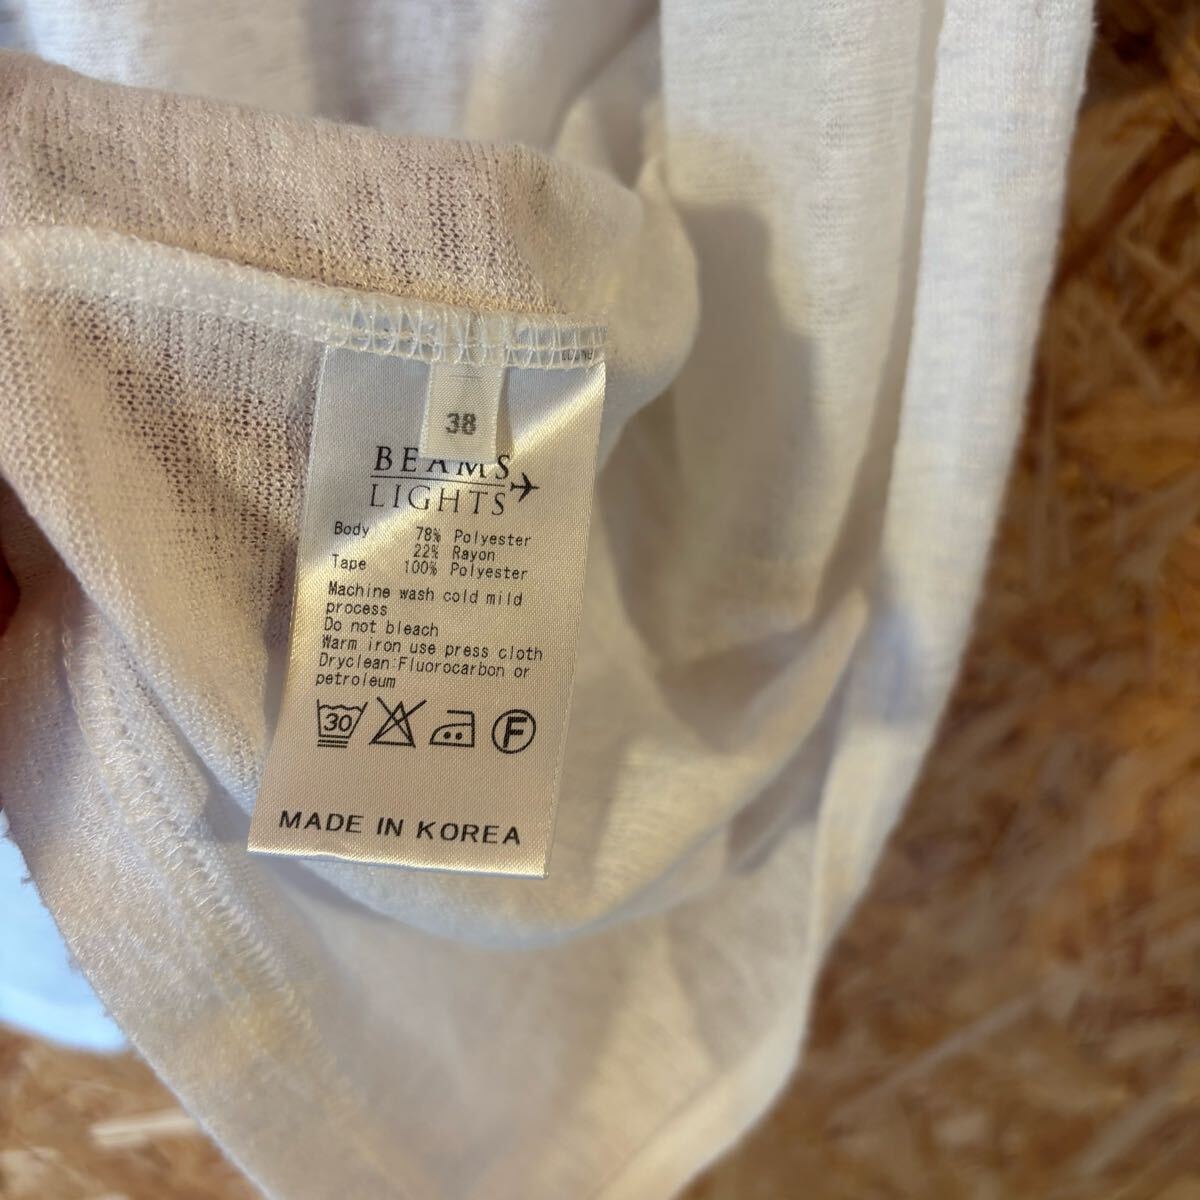 38
BEAMS
LIGHTS
Body 78% Polyester
22% Rayon
Tape 100% Polyester
Machine wash cold mild
process
Do not bleach
Warm iron use press cloth
Dryclean:Fluorocarbon or
petroleum
30
F
MADE IN KOREA